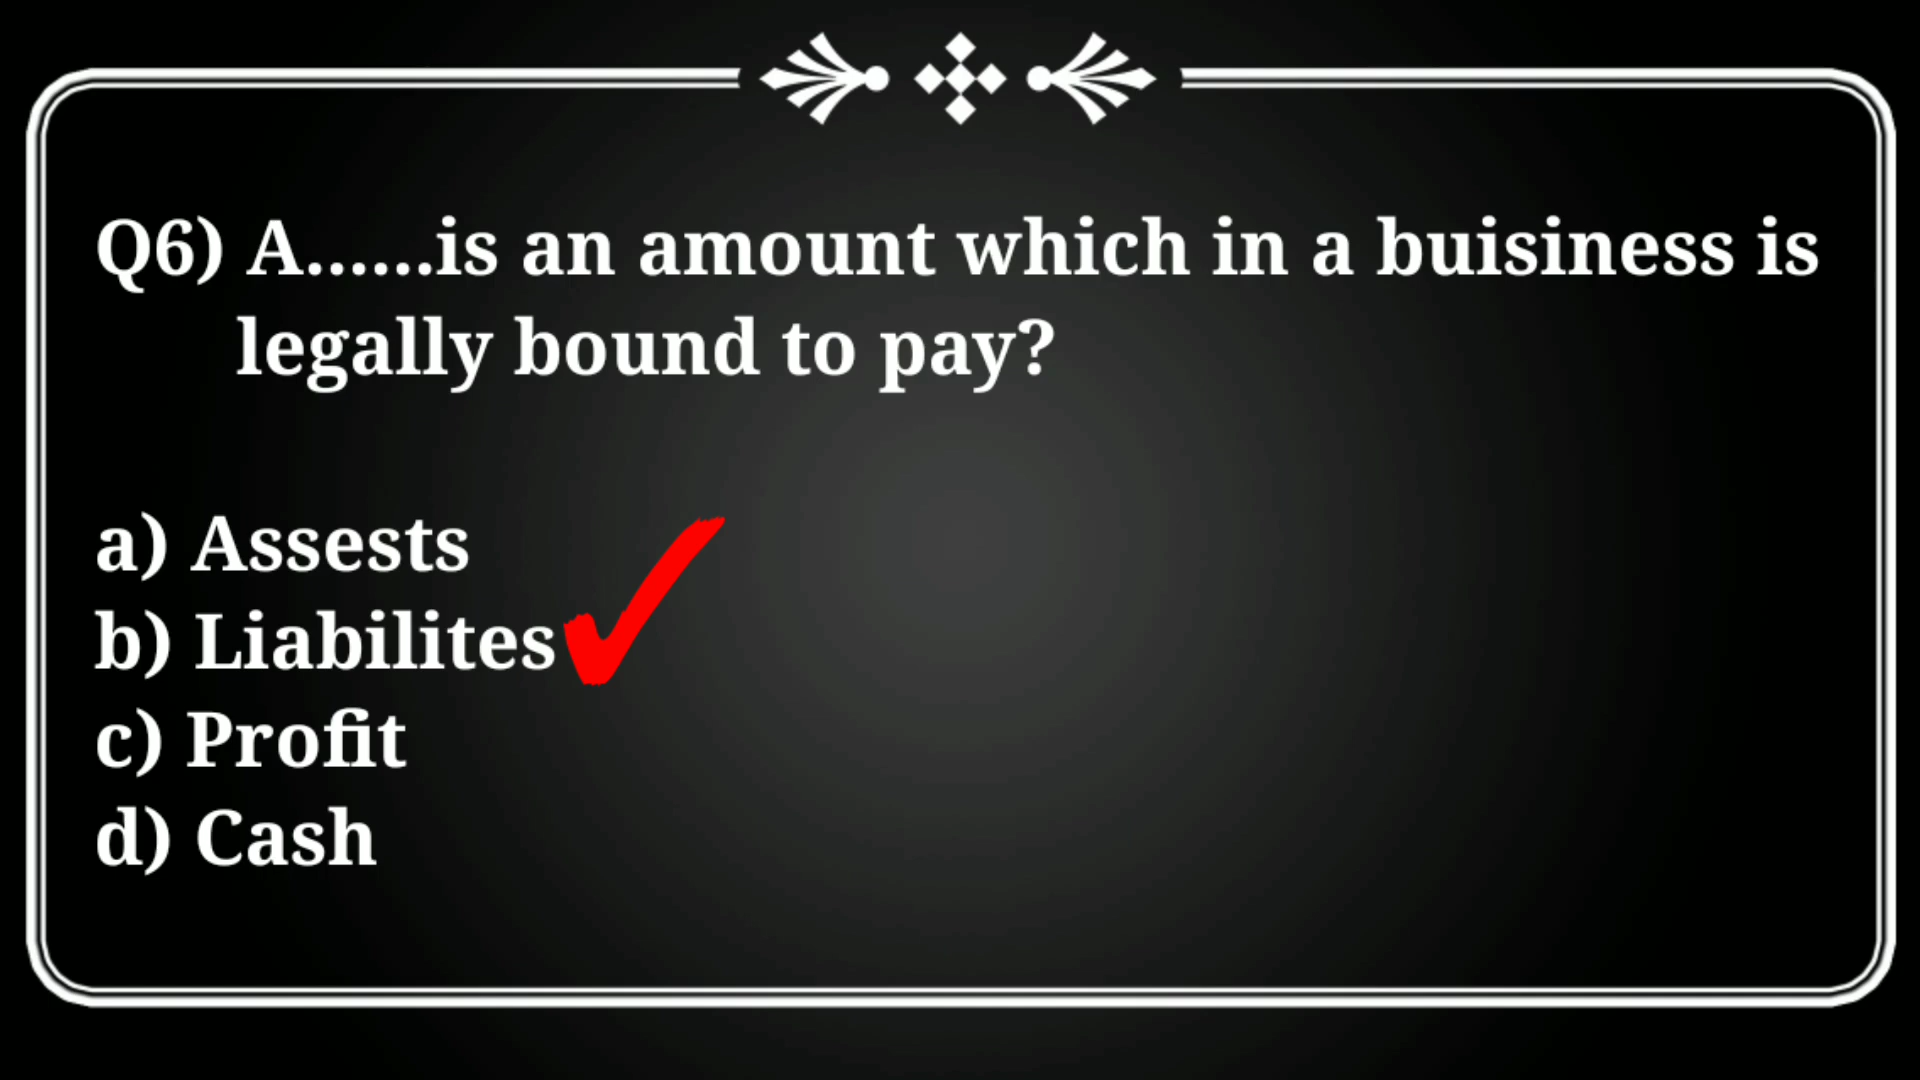 Q6) A......is an amount which in a buisiness is
legally bound to pay?
a) Assests
b) Liabilites
c) Profit
d) Cash